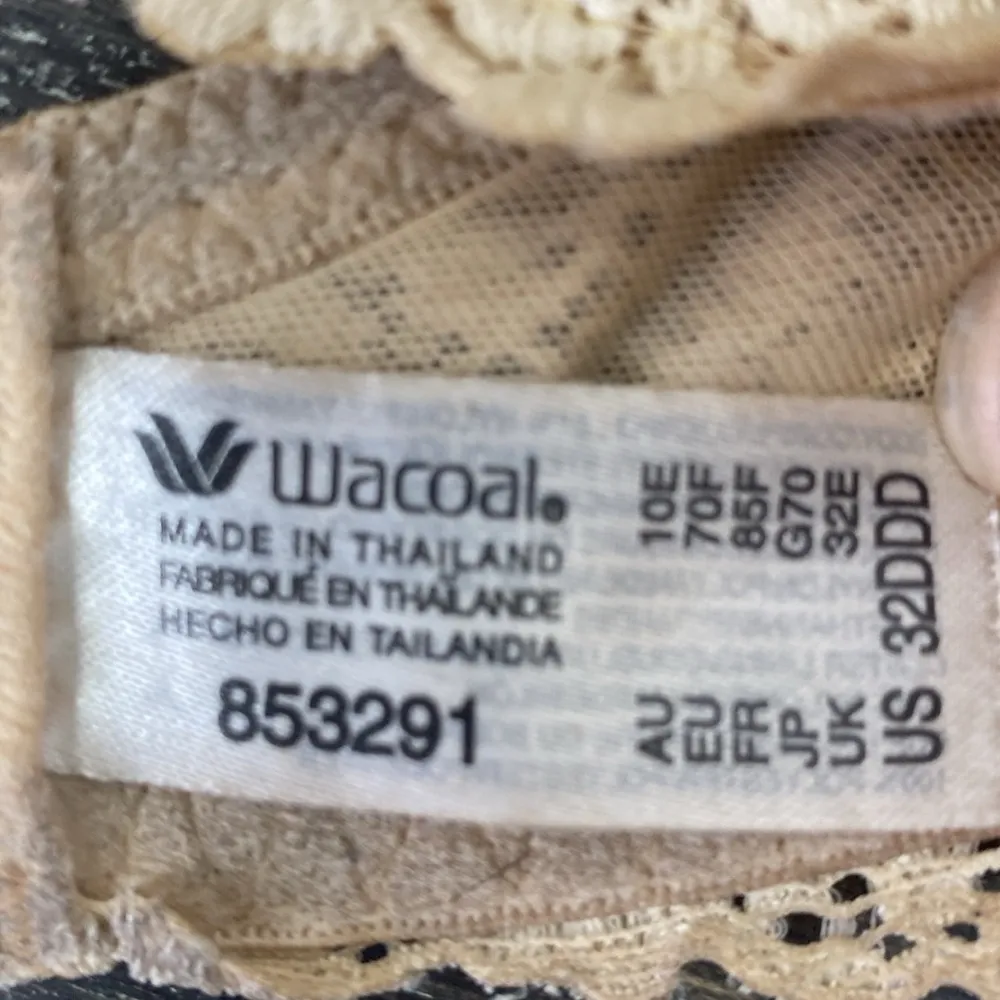 Wacoal®
MADE IN THAILAND
FABRIQUÉ EN THAÏLANDE
HECHO EN TAILANDIA
853291
AU 10E
EU 70F
FR 85F
JP G70
UK 32E
US 32DDD